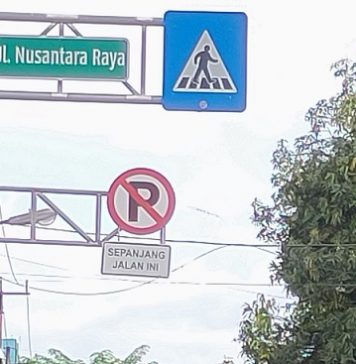 Jl. Nusantara Raya
P
SEPANJANG
JALAN INI